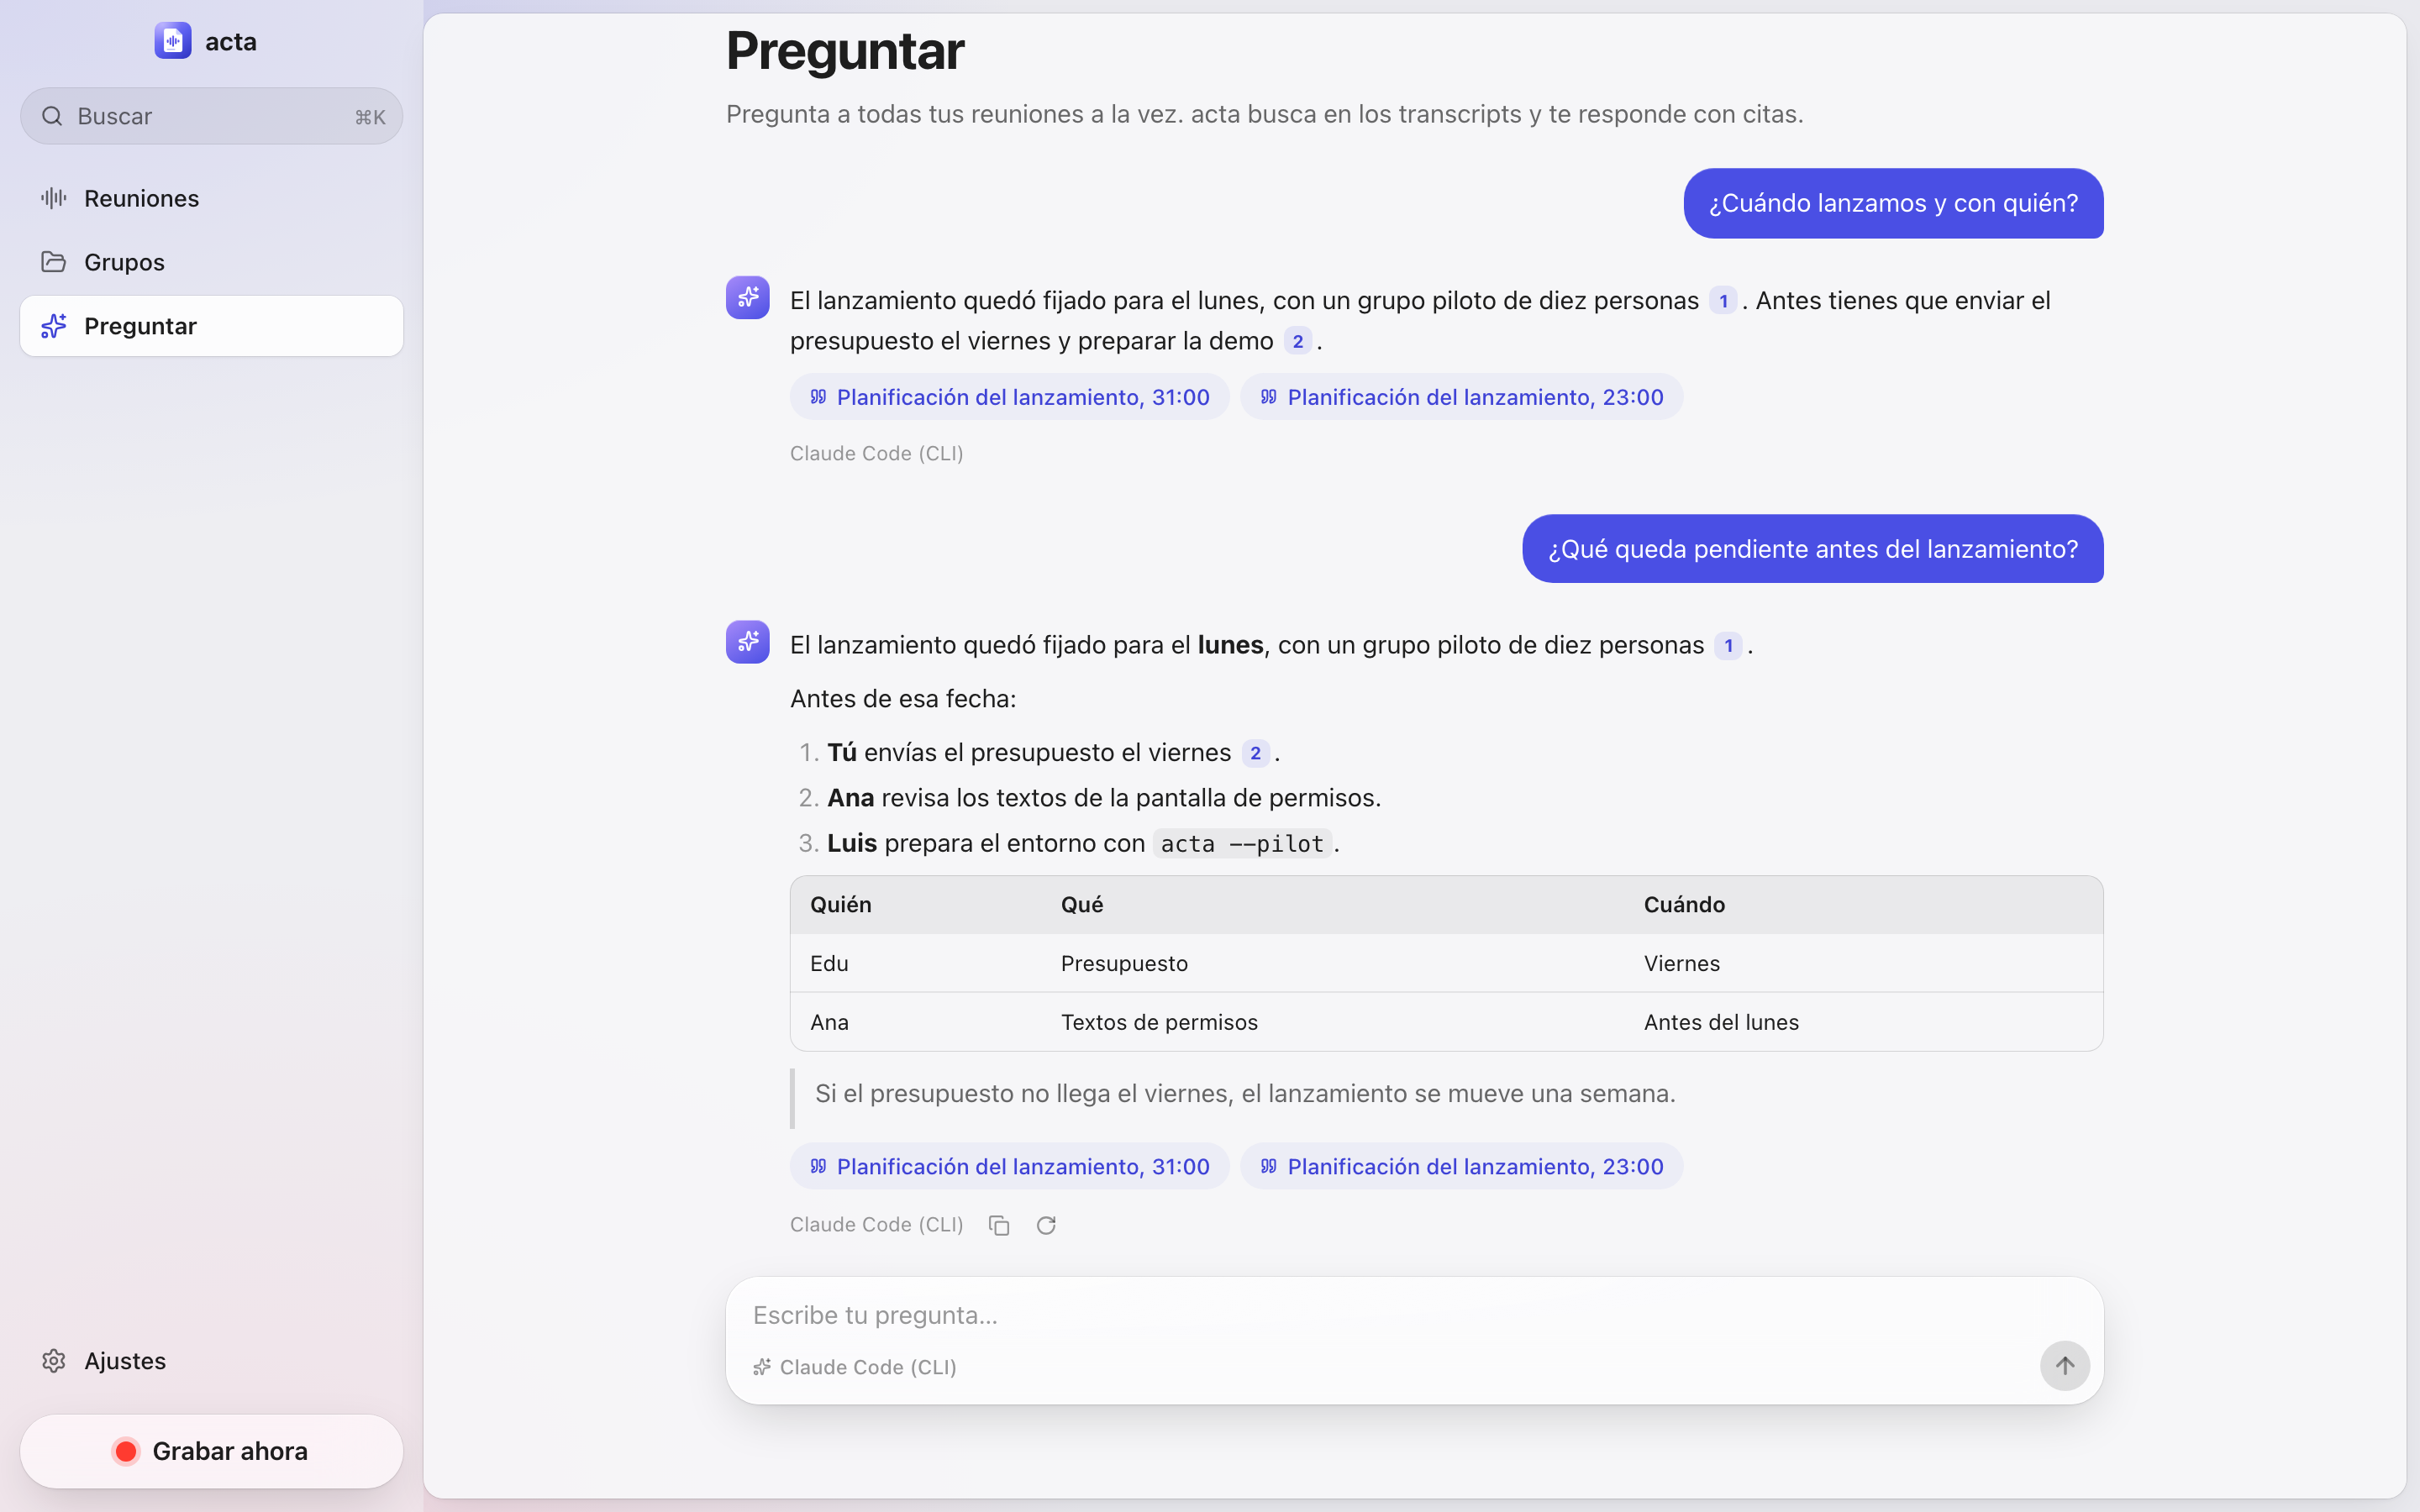 acta
Buscar ⌘K
Reuniones
Grupos
Preguntar
Ajustes
Grabar ahora
Preguntar
Pregunta a todas tus reuniones a la vez. acta busca en los transcripts y te responde con citas.
¿Cuándo lanzamos y con quién?
El lanzamiento quedó fijado para el lunes, con un grupo piloto de diez personas 1 . Antes tienes que enviar el
presupuesto el viernes y preparar la demo 2 .
Planificación del lanzamiento, 31:00 Planificación del lanzamiento, 23:00
Claude Code (CLI)
¿Qué queda pendiente antes del lanzamiento?
El lanzamiento quedó fijado para el lunes, con un grupo piloto de diez personas 1 .
Antes de esa fecha:
1. Tú envías el presupuesto el viernes 2 .
2. Ana revisa los textos de la pantalla de permisos.
3. Luis prepara el entorno con acta --pilot.
Quién Qué Cuándo
Edu Presupuesto Viernes
Ana Textos de permisos Antes del lunes
Si el presupuesto no llega el viernes, el lanzamiento se mueve una semana.
Planificación del lanzamiento, 31:00 Planificación del lanzamiento, 23:00
Claude Code (CLI)
Escribe tu pregunta...
Claude Code (CLI)